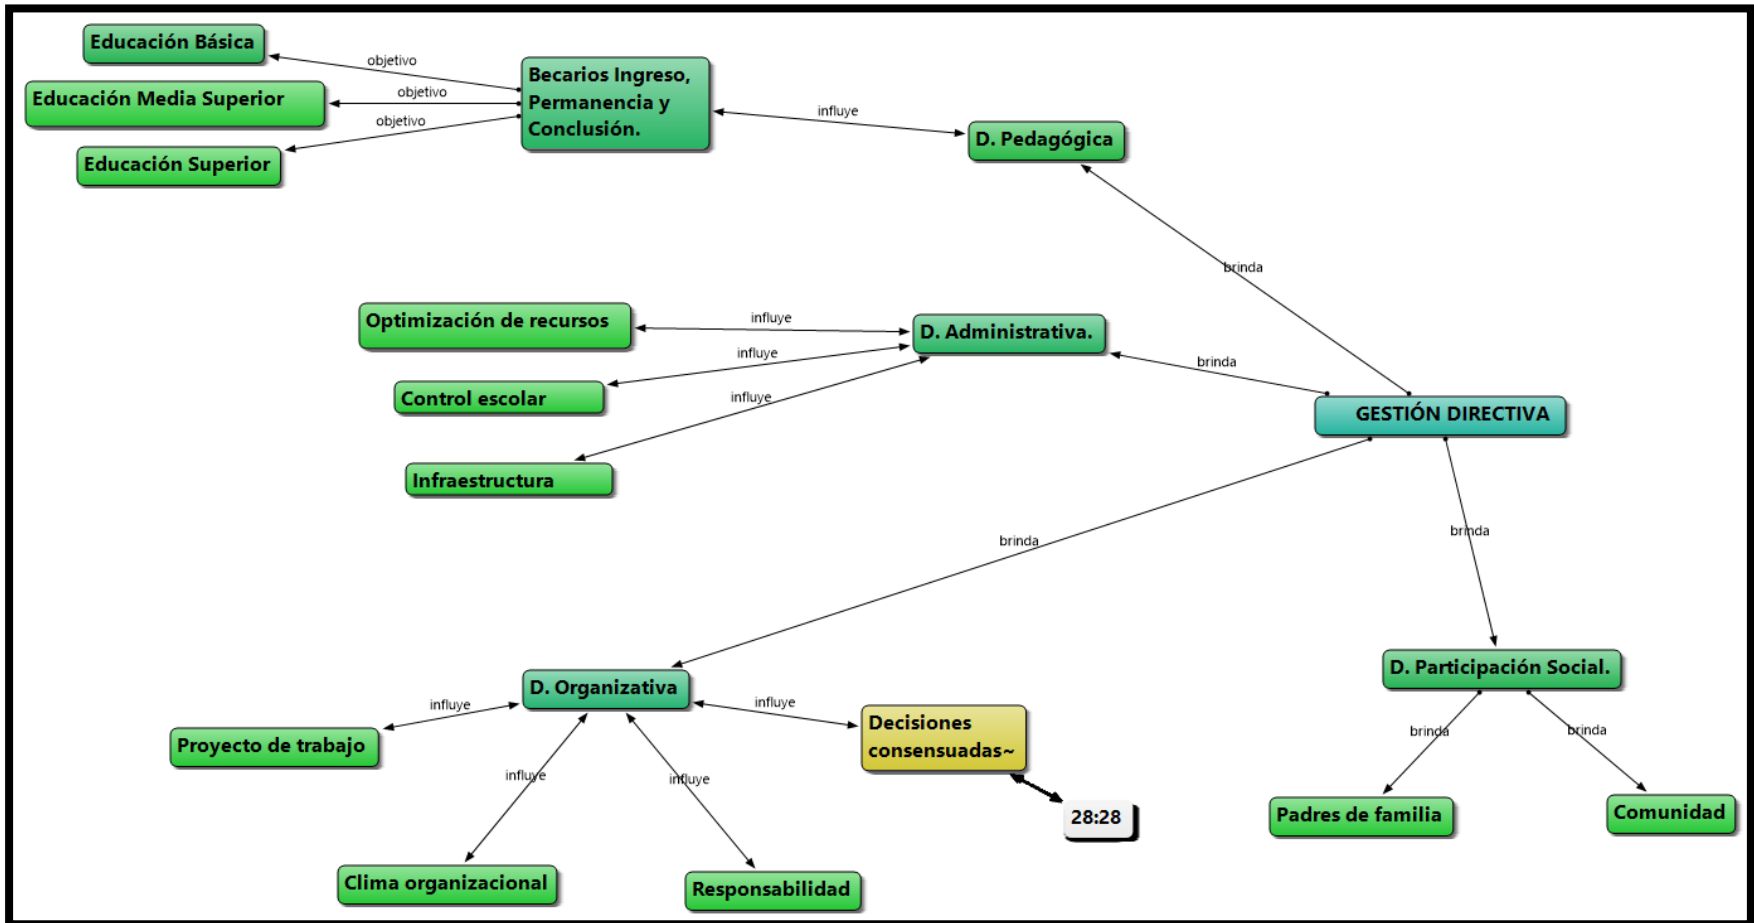 Educación Básica
objetivo
Becarios Ingreso,
Permanencia y
Conclusión.
Educación Media Superior
objetivo
objetivo
Educación Superior
influye
D. Pedagógica
brinda
Optimización de recursos
influye
D. Administrativa.
influye
Control escolar
influye
Infraestructura
brinda
GESTIÓN DIRECTIVA
brinda
brinda
D. Organizativa
influye
Proyecto de trabajo
influye
Decisiones
consensuadas~
28:28
influye
influye
Clima organizacional
Responsabilidad
D. Participación Social.
brinda
brinda
Padres de familia
Comunidad